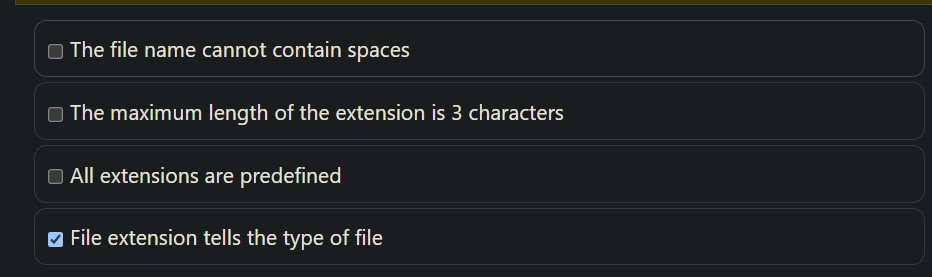 The file name cannot contain spaces
The maximum length of the extension is 3 characters
All extensions are predefined
File extension tells the type of file